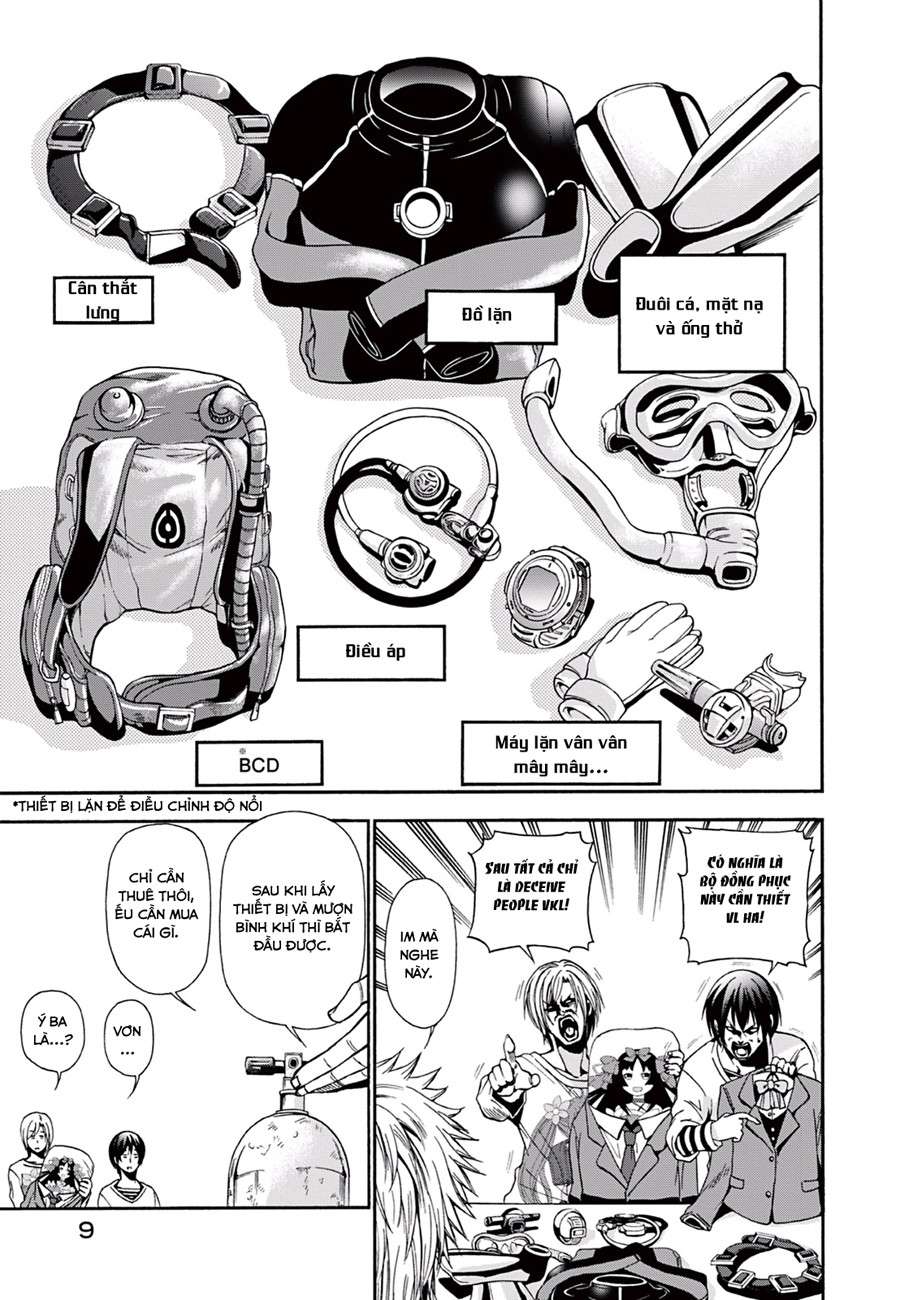 Cân thắt
lưng
Đồ lặn
Đuôi cá, mặt nạ
và ống thở
Điều áp
※
BCD
Máy lặn vân vân
mây mây...
*THIẾT BỊ LẶN ĐỂ ĐIỀU CHỈNH ĐỘ NỔI
CÓ NGHĨA LÀ
BỘ ĐỒNG PHỤC
NÀY CẦN THIẾT
VL HA!
SAU TẤT CẢ CHỈ
LÀ DECEIVE
PEOPLE VKL!
IM MÀ
NGHE
NÀY.
SAU KHI LẤY
THIẾT BỊ VÀ MƯỢN
BÌNH KHÍ THÌ BẮT
ĐẦU ĐƯỢC.
CHỈ CẦN
THUÊ THÔI,
ẾU CẦN MUA
CÁI GÌ.
VƠN
...
Ý BA
LÀ...?
9